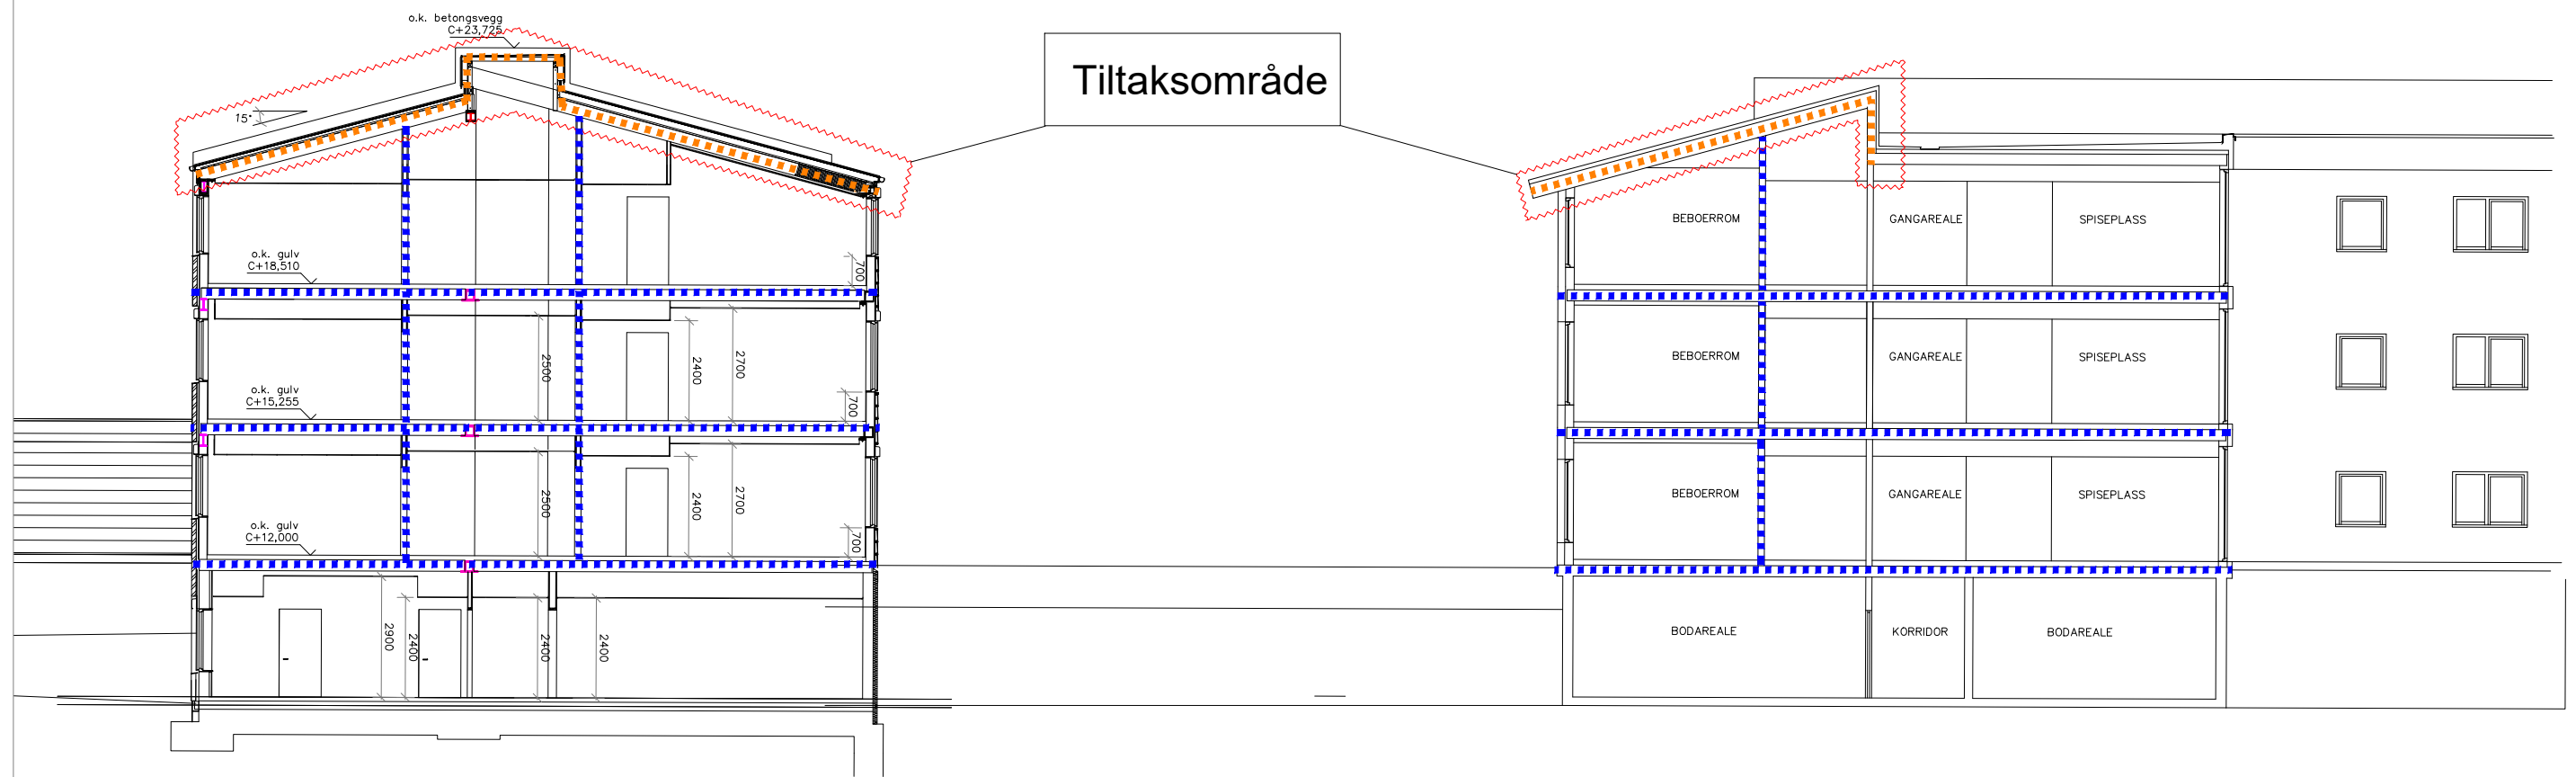 o.k. betongsvegg
C+23,725
Tiltaksområde
15°
BEBOERROM
GANGAREALE
SPISEPLASS
o.k. gulv
C+18,510
700
2500
2400
2700
BEBOERROM
GANGAREALE
SPISEPLASS
o.k. gulv
C+15,255
700
2500
2400
2700
BEBOERROM
GANGAREALE
SPISEPLASS
o.k. gulv
C+12,000
700
2900
2400
2400
2400
BODAREALE
KORRIDOR
BODAREALE